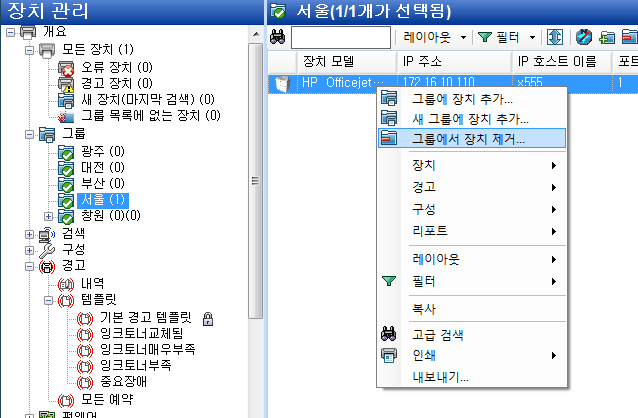 장치 관리
개요
모든 장치 (1)
오류 장치 (0)
경고 장치 (0)
새 장치(마지막 검색) (0)
그룹 목록에 없는 장치 (0)
그룹
광주 (0)
대전 (0)
부산 (0)
서울 (1)
창원 (0)(0)
검색
구성
경고
내역
템플릿
기본 경고 템플릿
잉크토너교체됨
잉크토너매우부족
잉크토너부족
중요장애
모든 예약
펌웨어
서울(1/1개가 선택됨)
레이아웃
필터
장치 모델 IP 주소 IP 호스트 이름 포트
HP Officejet… 172.16.10.110 x555 1
그룹에 장치 추가...
새 그룹에 장치 추가...
그룹에서 장치 제거...
장치
경고
구성
리포트
레이아웃
필터
복사
고급 검색
인쇄
내보내기...